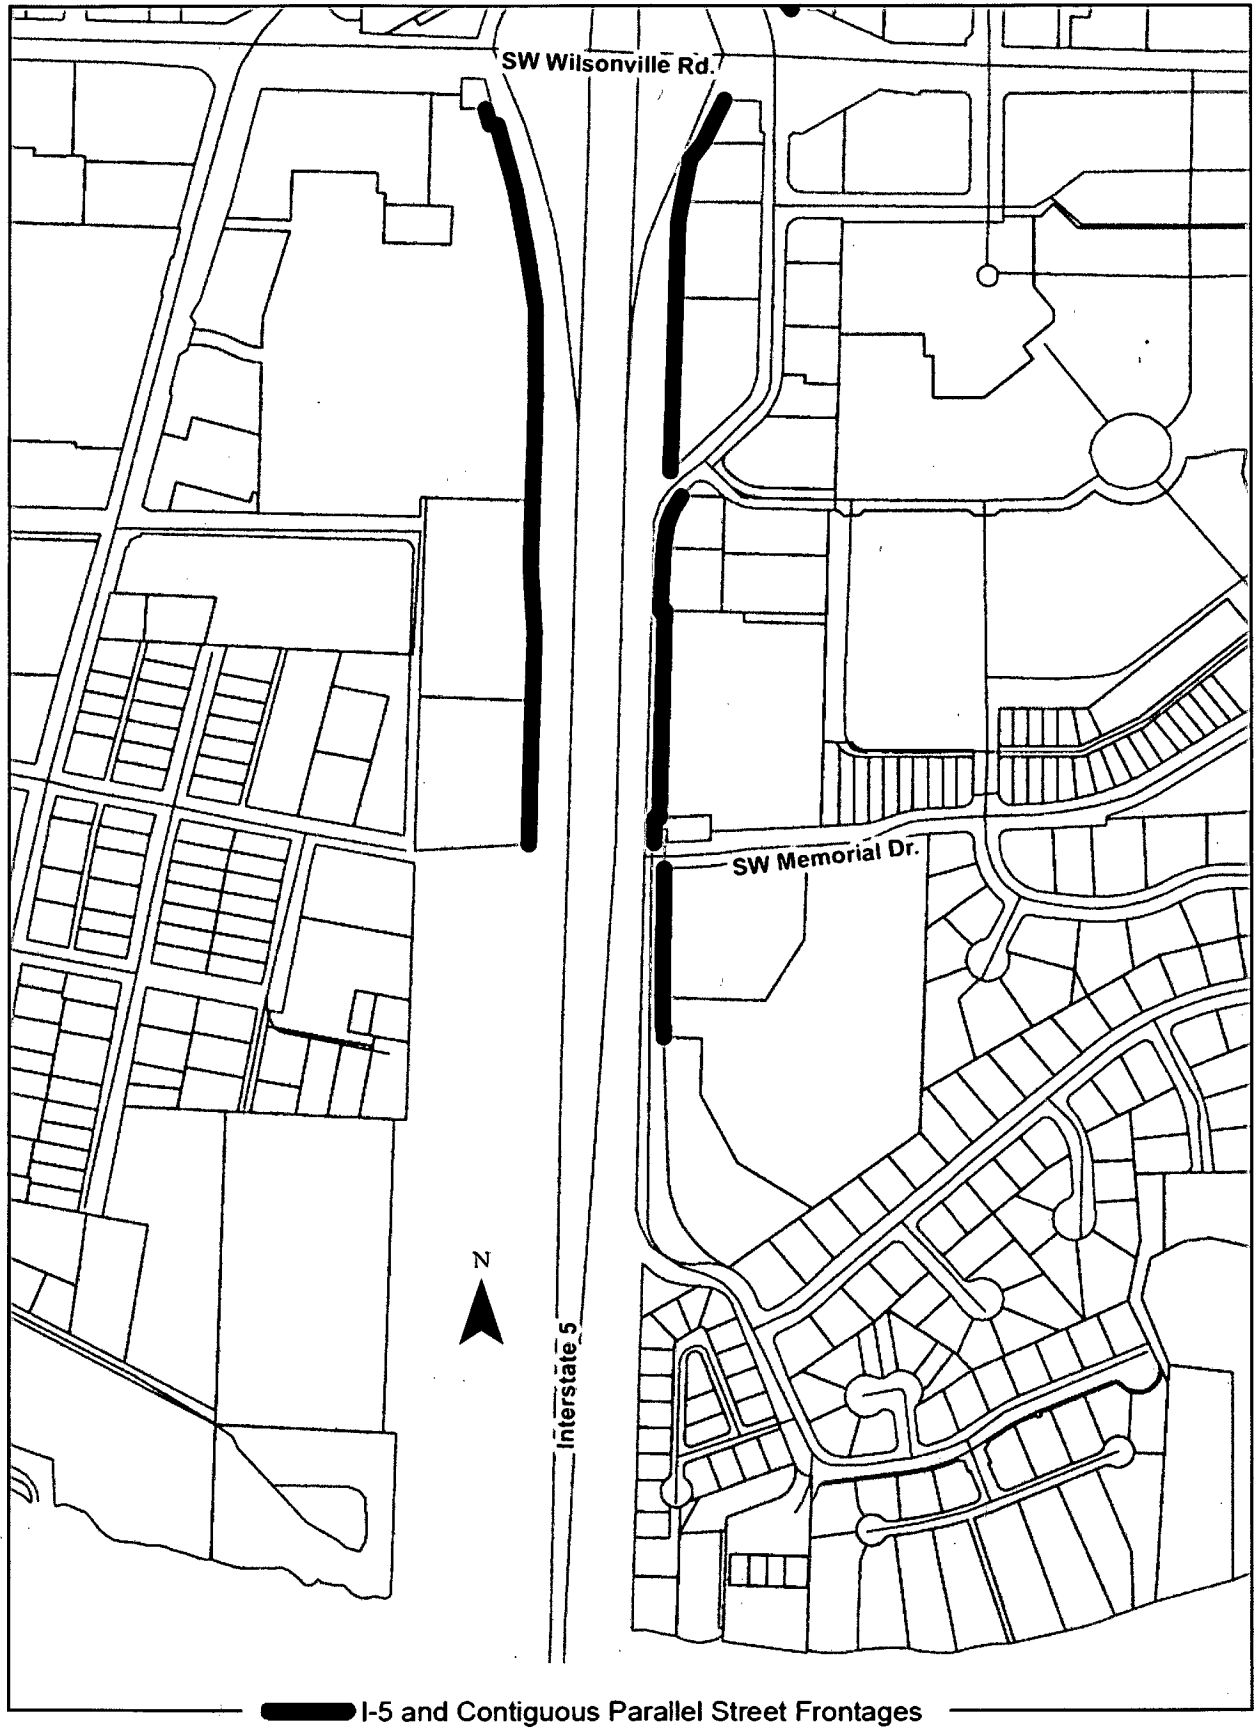 SW Wilsonville Rd.
SW Memorial Dr.
N
Interstate 5
I-5 and Contiguous Parallel Street Frontages